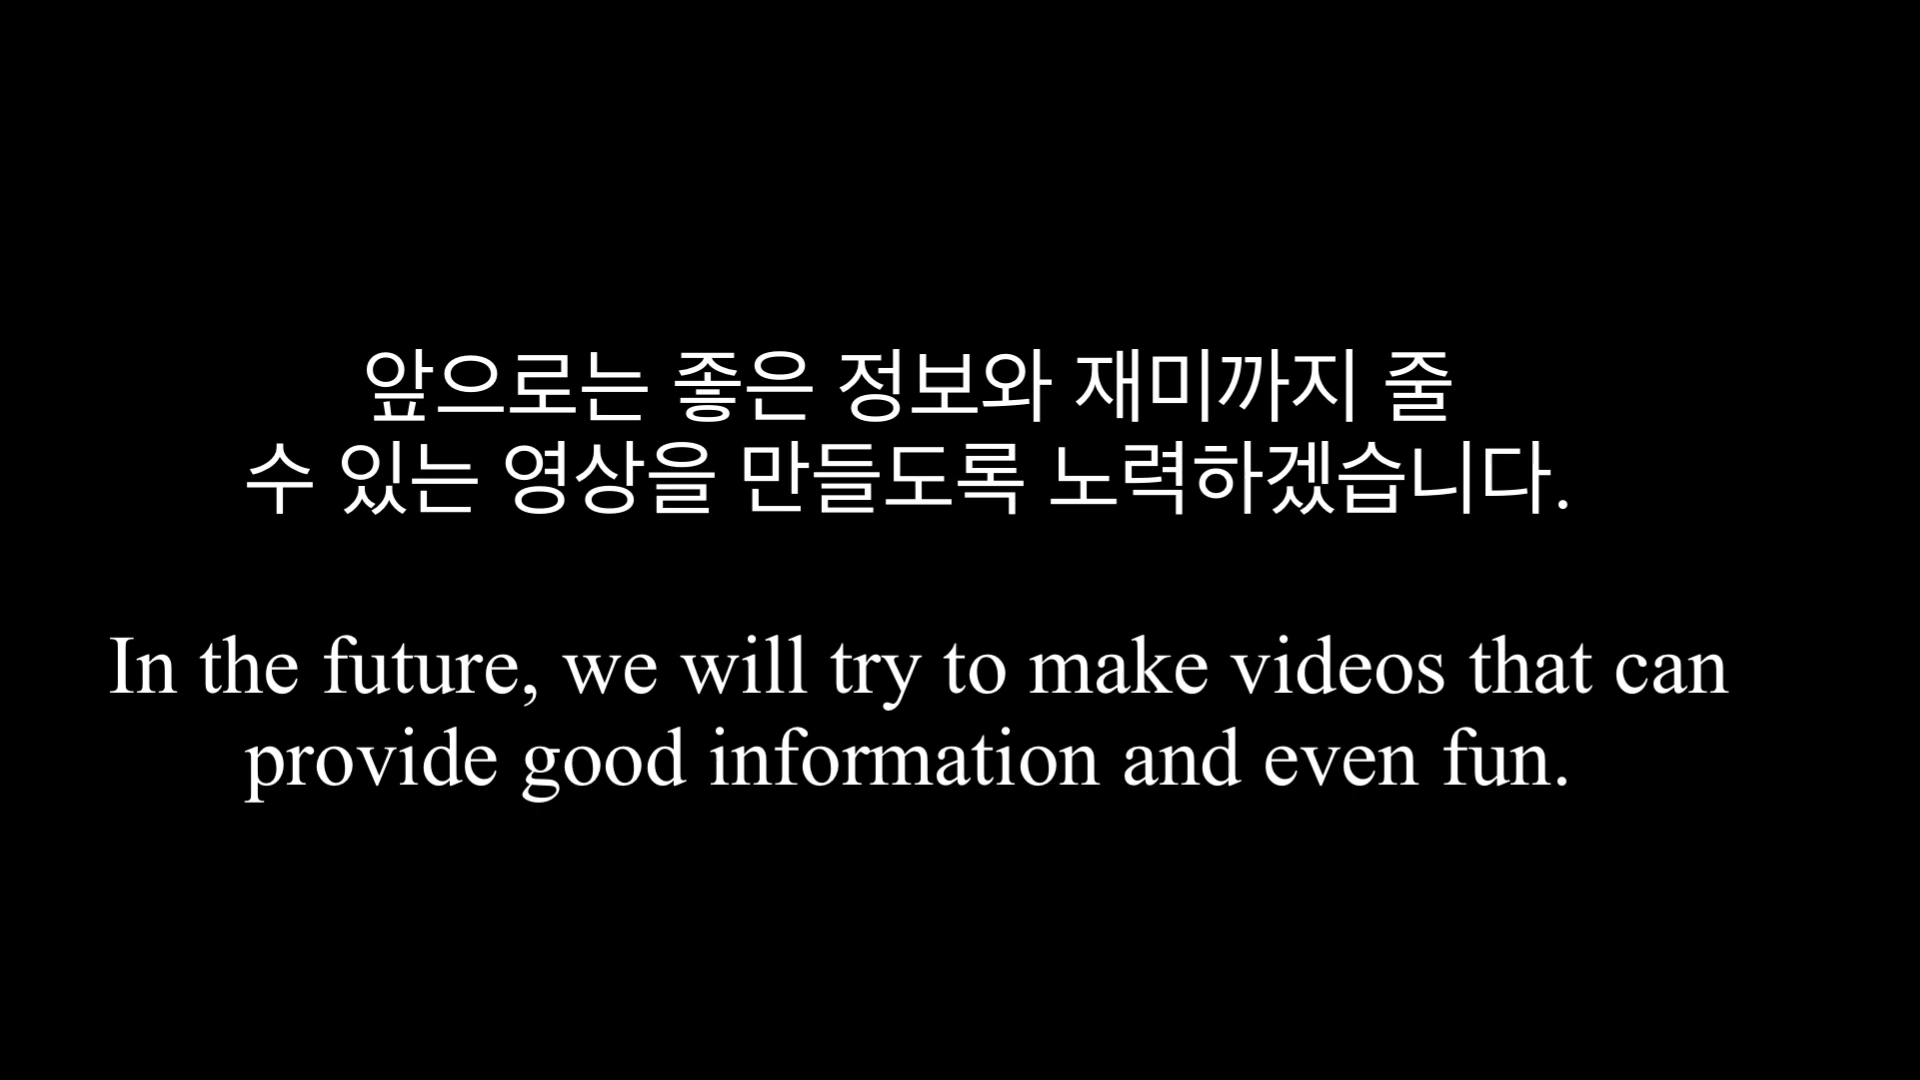 앞으로는 좋은 정보와 재미까지 줄
수 있는 영상을 만들도록 노력하겠습니다.
In the future, we will try to make videos that can
provide good information and even fun.